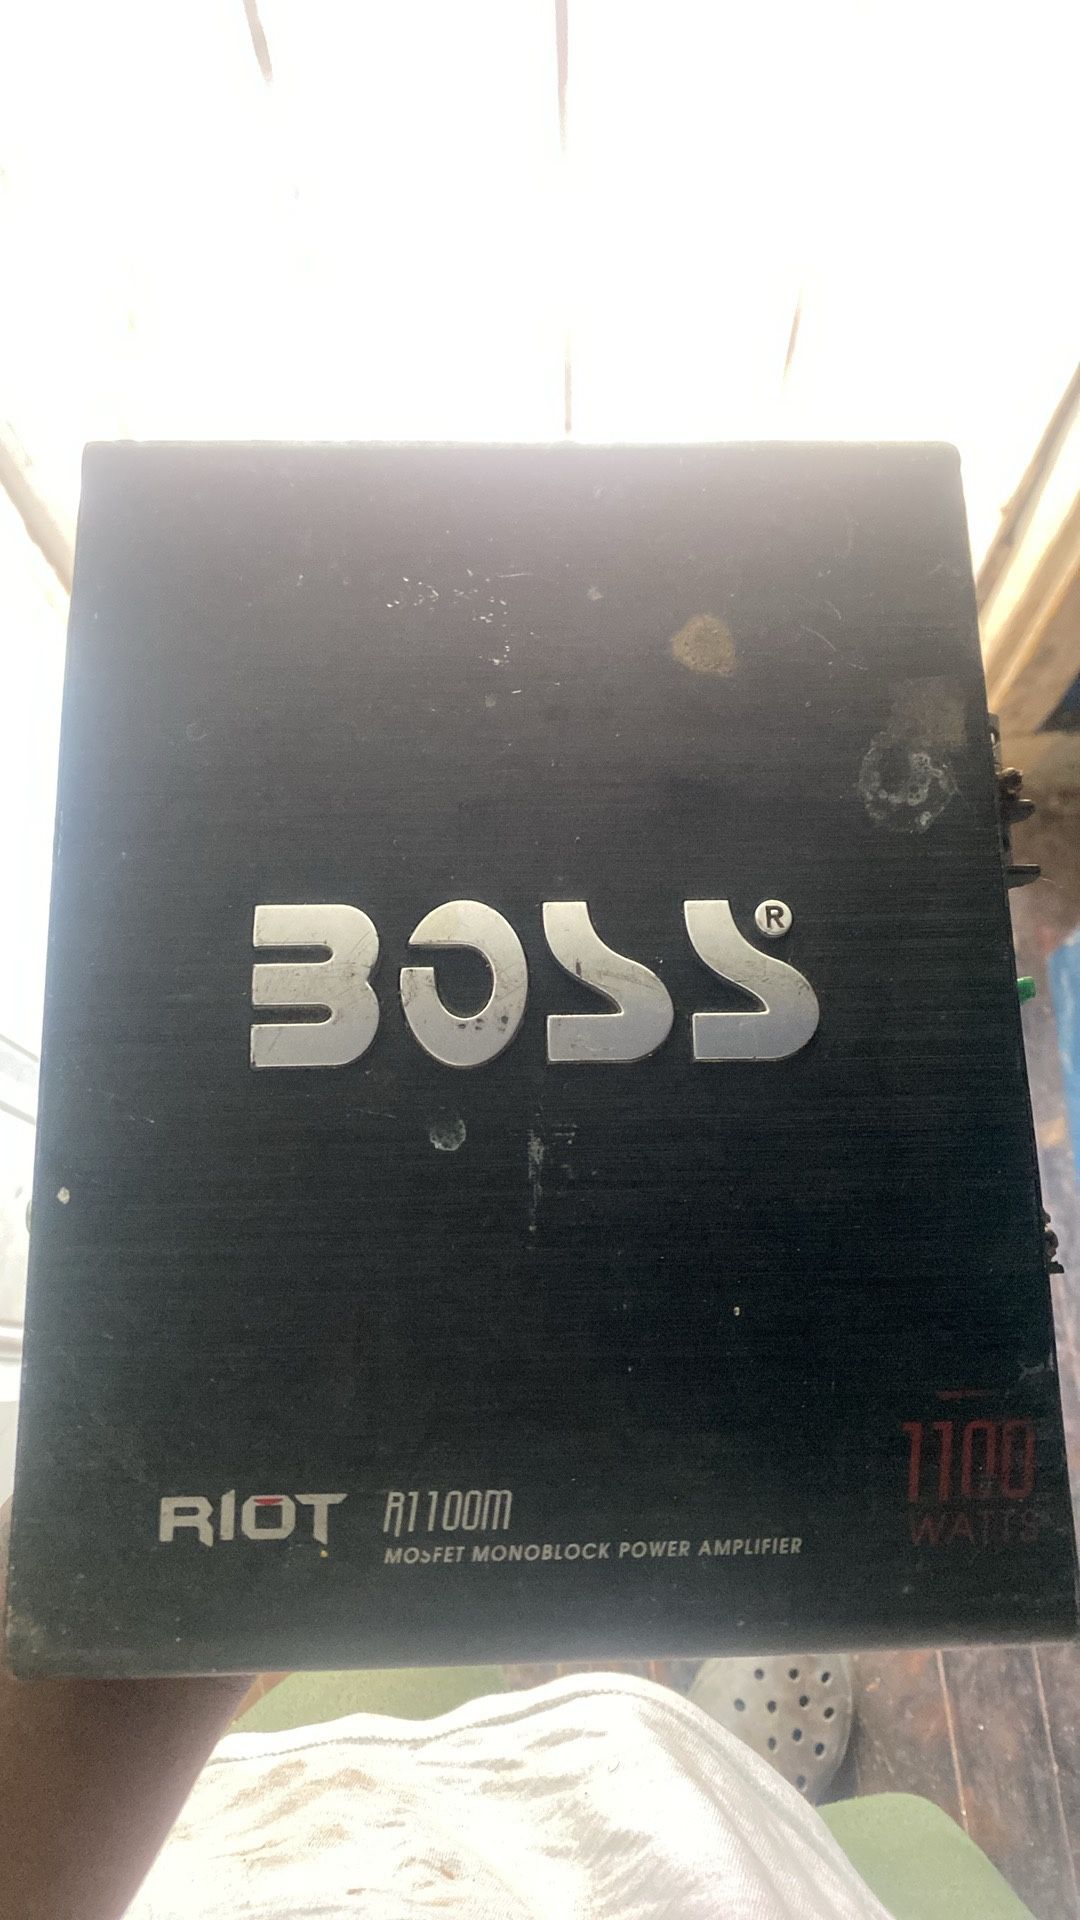 BOSS®
RIOT R1100M
MOSFET MONOBLOCK POWER AMPLIFIER
1100
WATTS